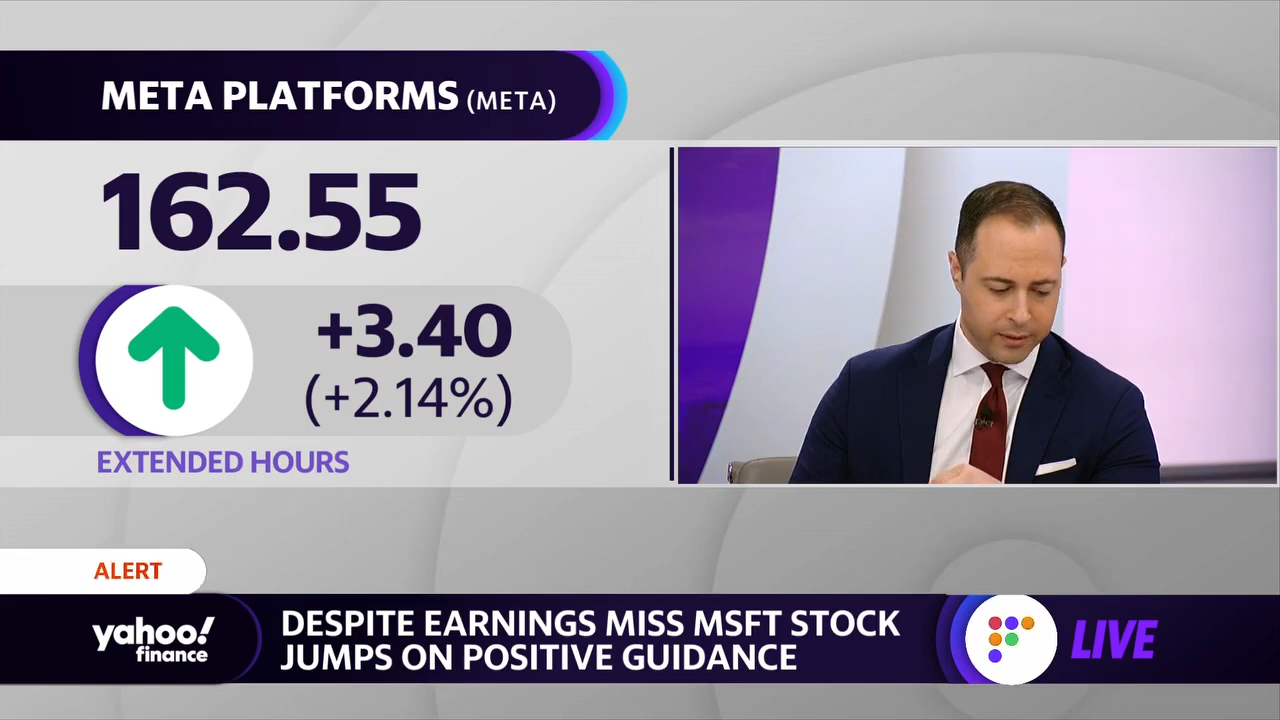 META PLATFORMS (META)
162.55
+3.40
(+2.14%)
EXTENDED HOURS
ALERT
yahoo!
finance
DESPITE EARNINGS MISS MSFT STOCK
JUMPS ON POSITIVE GUIDANCE
LIVE